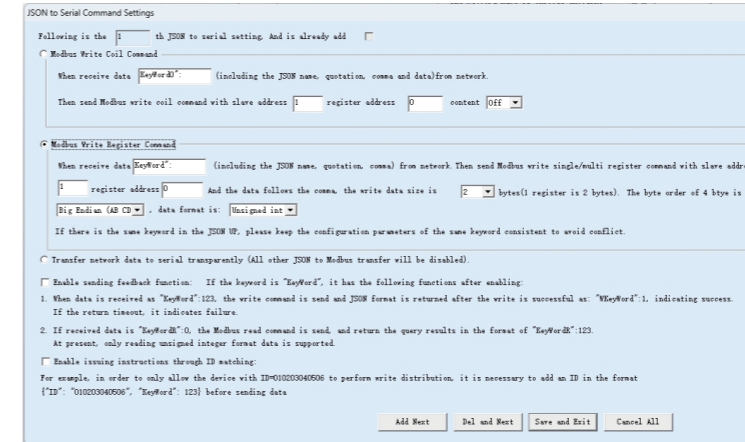 JSON to Serial Command Settings
Following is the 1 th JSON to serial setting, And is already add
Modbus Write Coil Command
When receive data KeyWord0": (including the JSON name, quotation, comma and data)from network.
Then send Modbus write coil command with slave address 1 register address 0 content Off
Modbus Write Register Command
When receive data KeyWord": (including the JSON name, quotation, comma) from network. Then send Modbus write single/multi register command with slave addre
1 register address 0 And the data follows the comma, the write data size is 2 bytes(1 register is 2 bytes). The byte order of 4 btye is
Big Endian (AB CD , data format is: Unsigned int
If there is the same keyword in the JSON UP, please keep the configuration parameters of the same keyword consistent to avoid conflict.
Transfer network data to serial transparently (All other JSON to Modbus transfer will be disabled).
Enable sending feedback function: If the keyword is "KeyWord", it has the following functions after enabling:
1. When data is received as "KeyWord":123, the write command is send and JSON format is returned after the write is successful as: "WKeyWord":1, indicating success.
If the return timeout, it indicates failure.
2. If received data is "KeyWordR":0, the Modbus read command is send, and return the query results in the format of "KeyWordR":123.
At present, only reading unsigned integer format data is supported.
Enable issuing instructions through ID matching:
For example, in order to only allow the device with ID=010203040506 to perform write distribution, it is necessary to add an ID in the format
{"ID": "010203040506", "KeyWord": 123} before sending data
Add Next Del and Next Save and Exit Cancel All